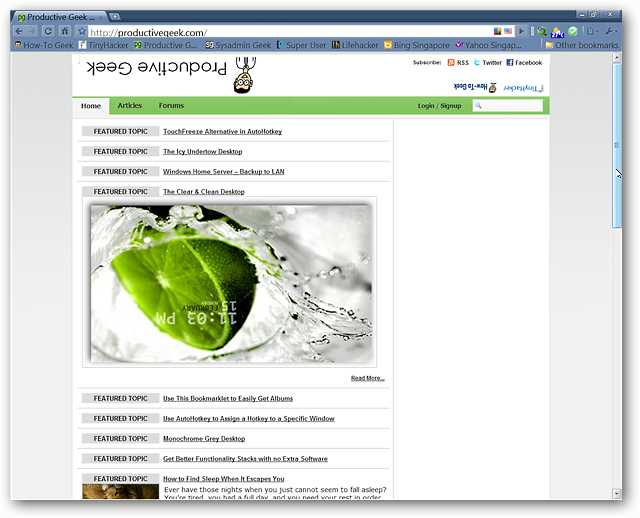 Productive Geek ...
http://productivegeek.com/
How-To Geek TinyHacker Productive G... Sysadmin Geek Super User Lifehacker Bing Singapore Yahoo Singap... Other bookmarks
Productive Geek
Subscribe: RSS Twitter Facebook
How-To Geek TinyHacker
Home Articles Forums Login / Signup
FEATURED TOPIC TouchFreeze Alternative in AutoHotkey
FEATURED TOPIC The Icy Undertow Desktop
FEATURED TOPIC Windows Home Server – Backup to LAN
FEATURED TOPIC The Clear & Clean Desktop
15
FEBRUARY
11:03 PM
Read More...
FEATURED TOPIC Use This Bookmarklet to Easily Get Albums
FEATURED TOPIC Use AutoHotkey to Assign a Hotkey to a Specific Window
FEATURED TOPIC Monochrome Grey Desktop
FEATURED TOPIC Get Better Functionality Stacks with no Extra Software
FEATURED TOPIC How to Find Sleep When It Escapes You
Ever have those nights when you just cannot seem to fall asleep?
You're tired, you had a full day, and you need your rest in order